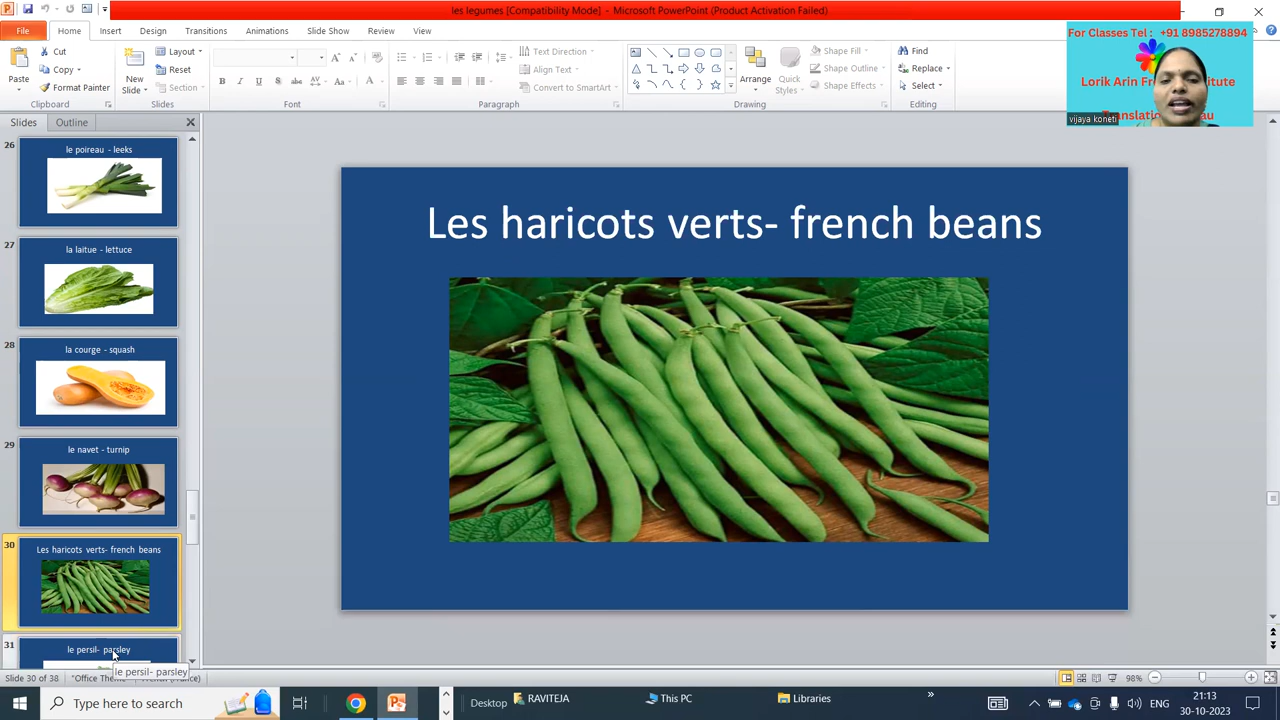 les legumes [Compatibility Mode] - Microsoft PowerPoint (Product Activation Failed)
File Home Insert Design Transitions Animations Slide Show Review View
Paste
Cut
Copy
Format Painter
Clipboard
New Slide
Layout
Reset
Section
Slides
Font
Text Direction
Align Text
Convert to SmartArt
Paragraph
Arrange
Quick Styles
Shape Fill
Shape Outline
Shape Effects
Drawing
Find
Replace
Select
Editing
For Classes Tel : +91 8985278894
Lorik Arin
vijaya koneti
Slides Outline
26
le poireau - leeks
27
la laitue - lettuce
28
la courge - squash
29
le navet - turnip
30
Les haricots verts- french beans
31
le persil- parsley
le persil- parsley
Les haricots verts- french beans
Slide 30 of 38
98%
Type here to search
Desktop
RAVITEJA
This PC
Libraries
»
ENG
21:13
30-10-2023